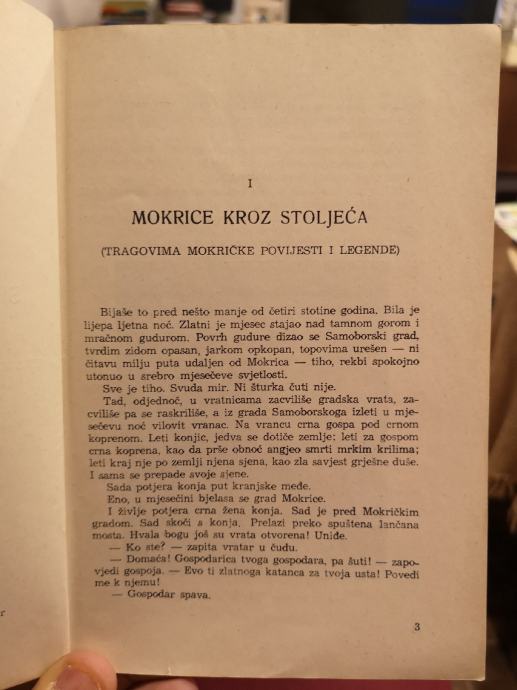 I
MOKRICE KROZ STOLJEĆA
(TRAGOVIMA MOKRIČKE POVIJESTI I LEGENDE)
Bijaše to pred nešto manje od četiri stotine godina. Bila je
lijepa ljetna noć. Zlatni je mjesec stajao nad tamnom gorom i
mračnom gudurom. Povrh gudure dizao se Samoborski grad,
tvrdim zidom opasan, jarkom opkopan, topovima urešen — ni
čitavu milju puta udaljen od Mokrica — tiho, rekbi spokojno
utonuo u srebro mjesečeve svjetlosti.
Sve je tiho. Svuda mir. Ni šturka čuti nije.
Tad, odjednoć, u vratnicama zacviliše gradska vrata, za-
cviliše pa se raskriliše, a iz grada Samoborskoga izleti u mje-
sečevu noć vilovit vranac. Na vrancu crna gospa pod crnom
koprenom. Leti konjic, jedva se dotiče zemlje; leti za gospom
crna koprena, kao da prše obnoć angjeo smrti mrkim krilima;
leti kraj nje po zemlji njena sjena, kao zla savjest grješne duše.
I sama se prepade svoje sjene.
Sada potjera konja put kranjske međe.
Eno, u mjesečini bjelasa se grad Mokrice.
I življe potjera crna žena konja. Sad je pred Mokričkim
gradom. Sad skoči s konja. Prelazi preko spuštena lančana
mosta. Hvala bogu još su vrata otvorena! Uniđe.
— Ko ste? — zapita vratar u čudu.
— Domaća! Gospodarica tvoga gospodara, pa šuti! — zapo-
vjedi gospoja. — Evo ti zlatnoga katanca za tvoja usta! Povedi
me k njemu!
— Gospodar spava.
3
r